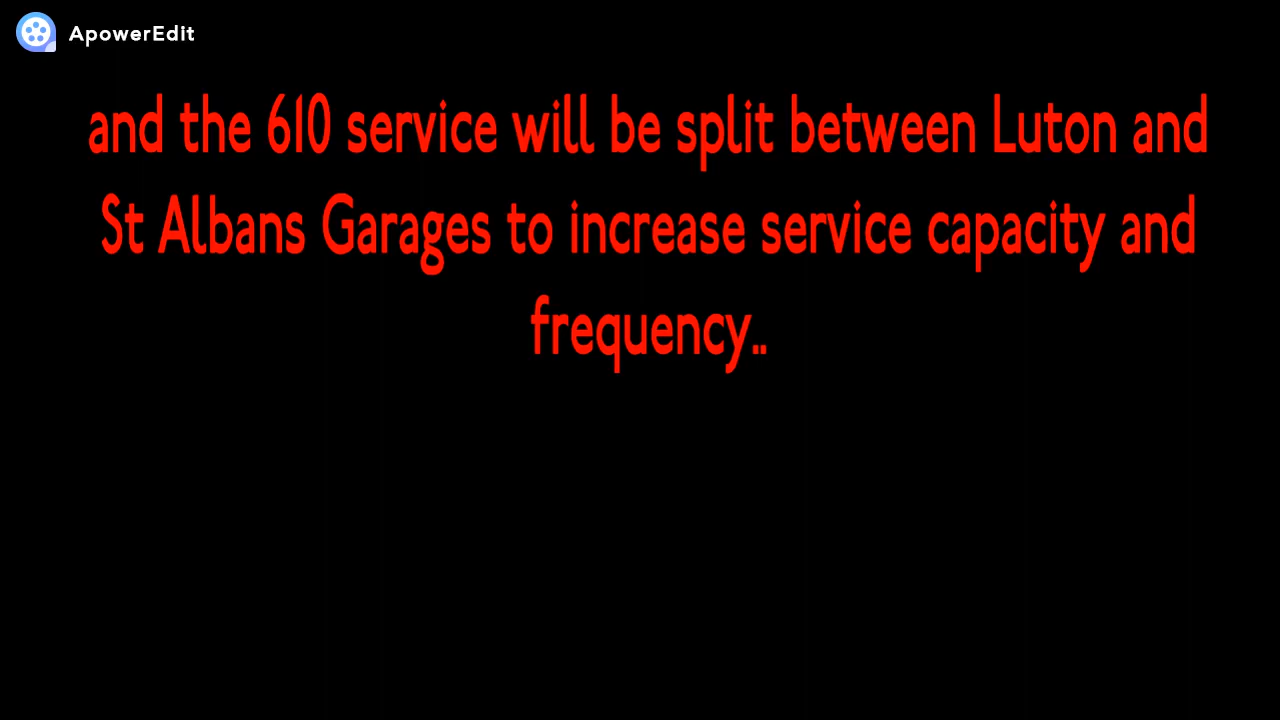 ApowerEdit
and the 610 service will be split between Luton and
St Albans Garages to increase service capacity and
frequency..